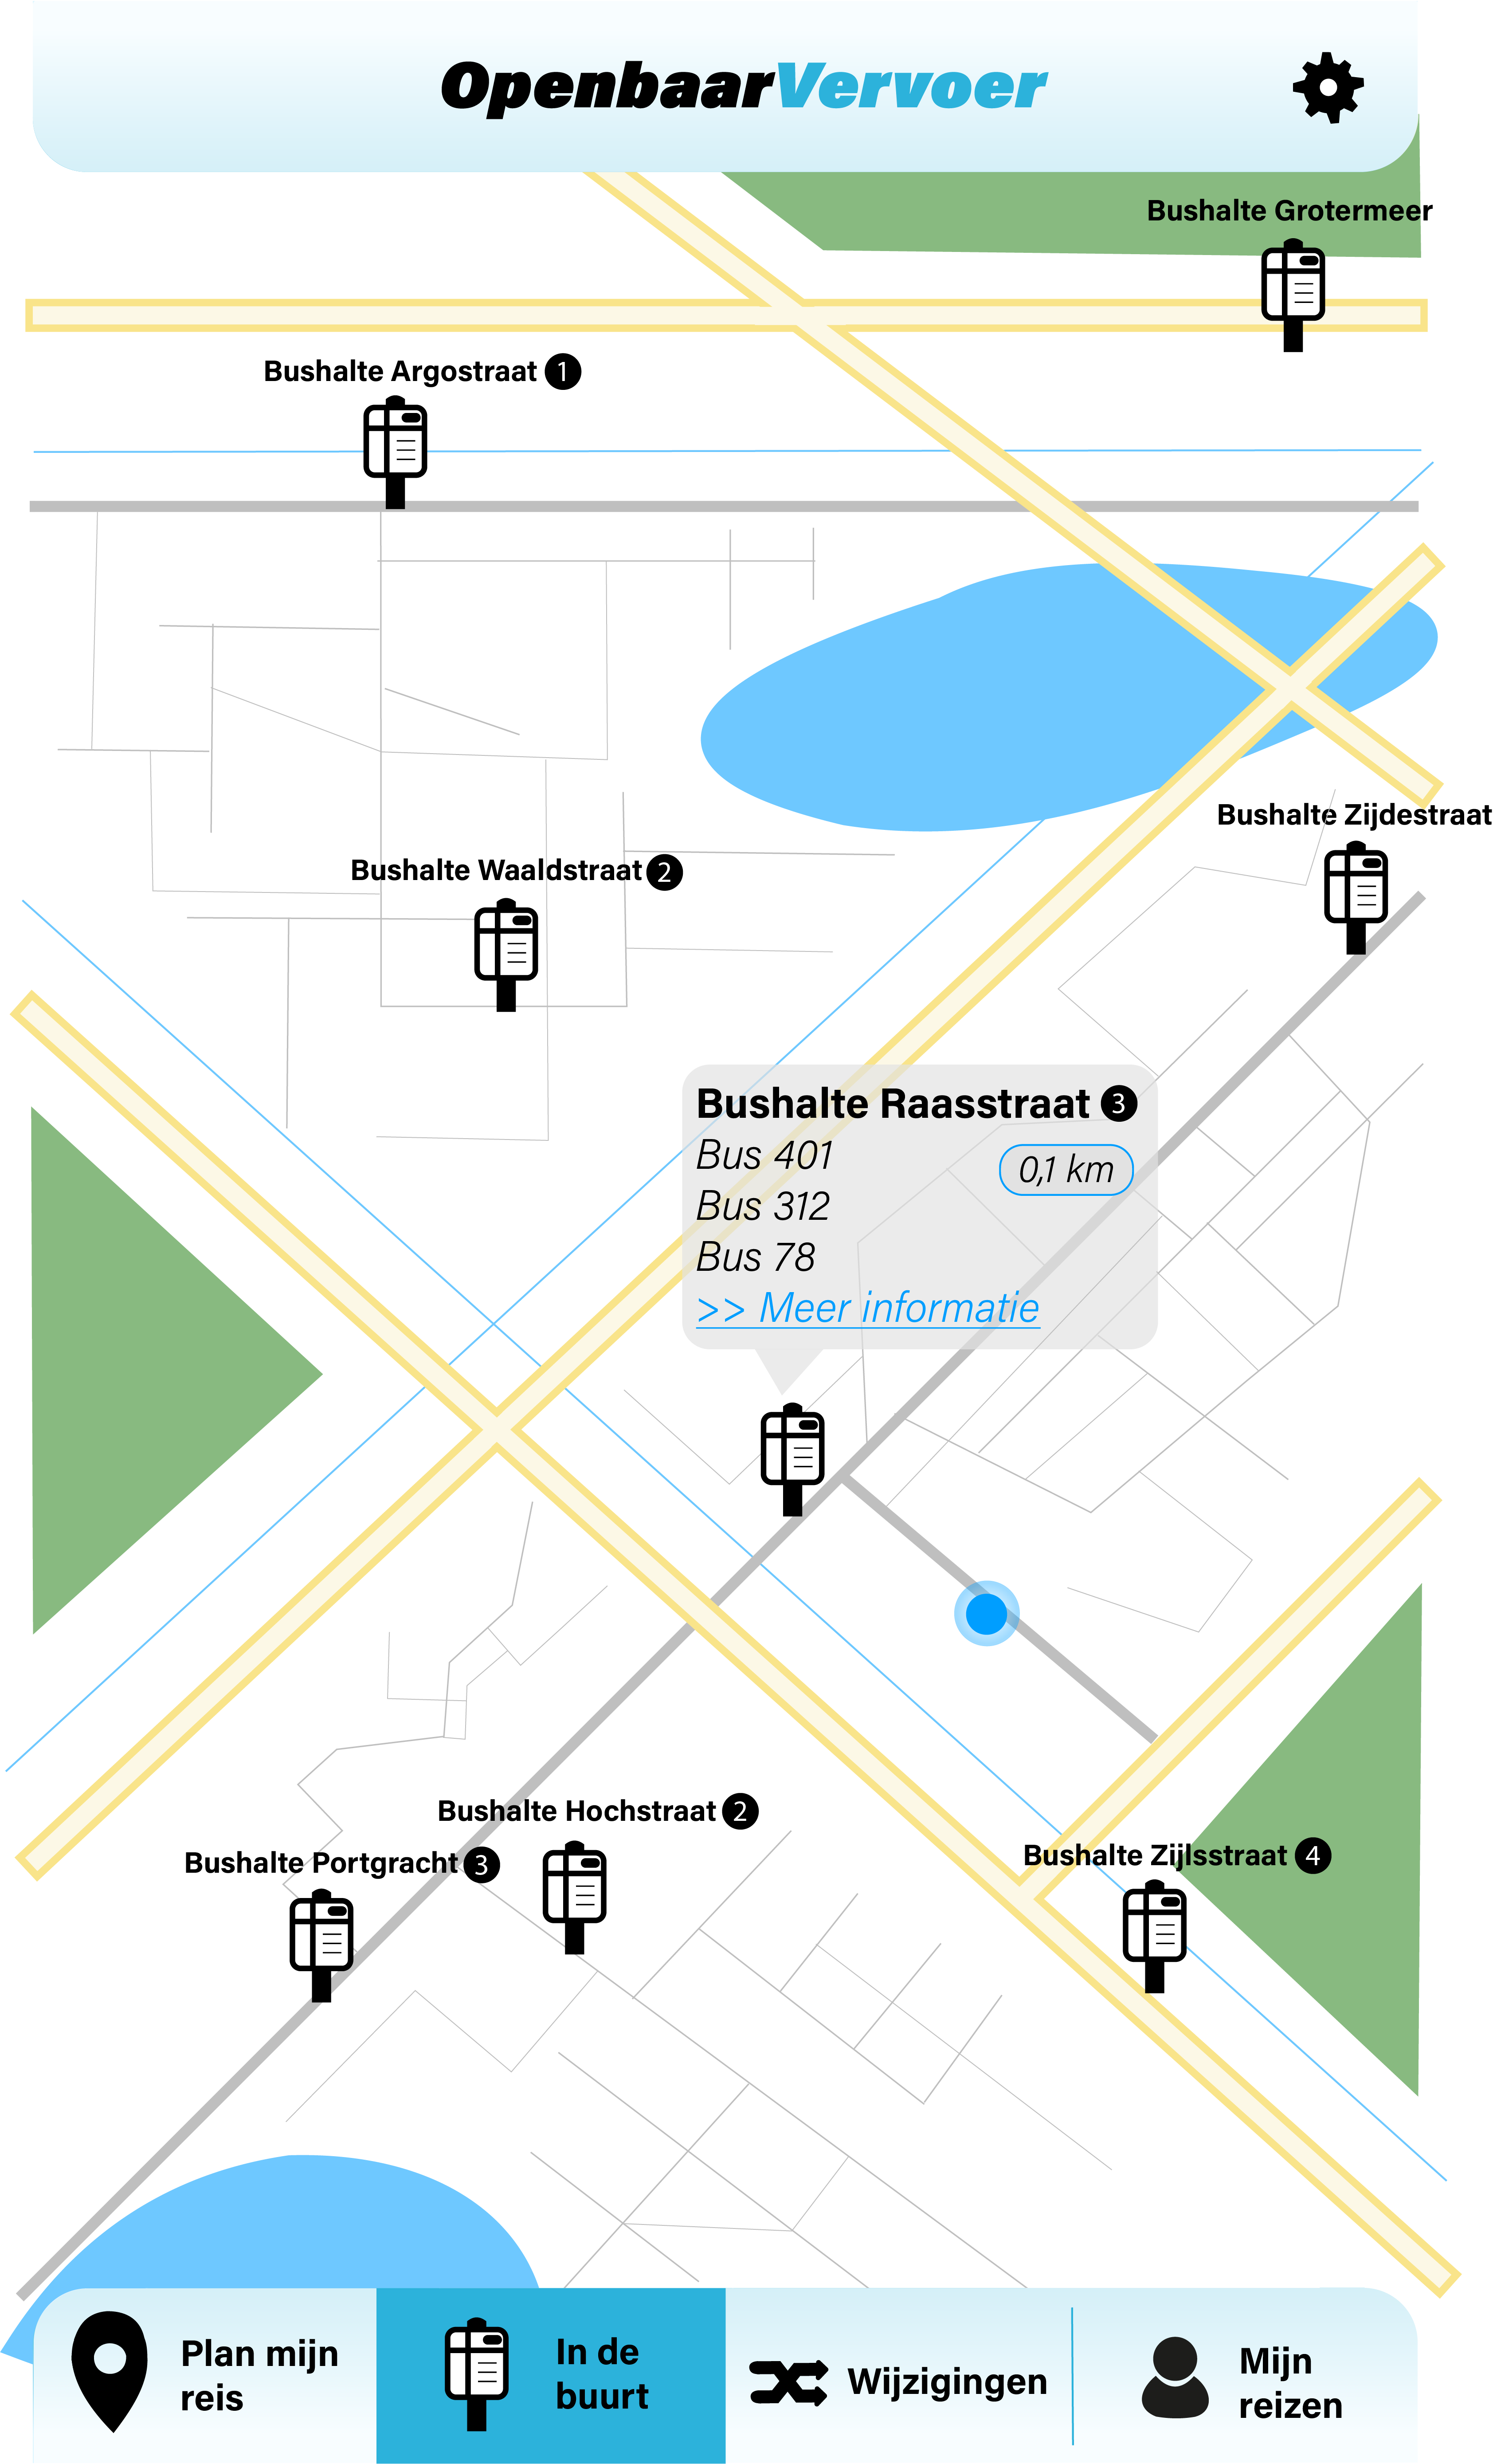 OpenbaarVervoer
Bushalte Grotermeer
Bushalte Argostraat 1
Bushalte Zijdestraat
Bushalte Waaldstraat 2
Bushalte Raasstraat 3
Bus 401
0,1 km
Bus 312
Bus 78
>> Meer informatie
Bushalte Hochstraat 2
Bushalte Portgracht 3
Bushalte Zijlsstraat 4
Plan mijn
reis
In de
buurt
Wijzigingen
Mijn
reizen